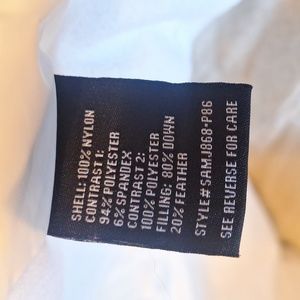 SHELL: 100% NYLON
CONTRAST 1:
94% POLYESTER
6% SPANDEX
CONTRAST 2:
100% POLYESTER
FILLING: 80% DOWN
20% FEATHER
STYLE#SAMJ868-P86
SEE REVERSE FOR CARE